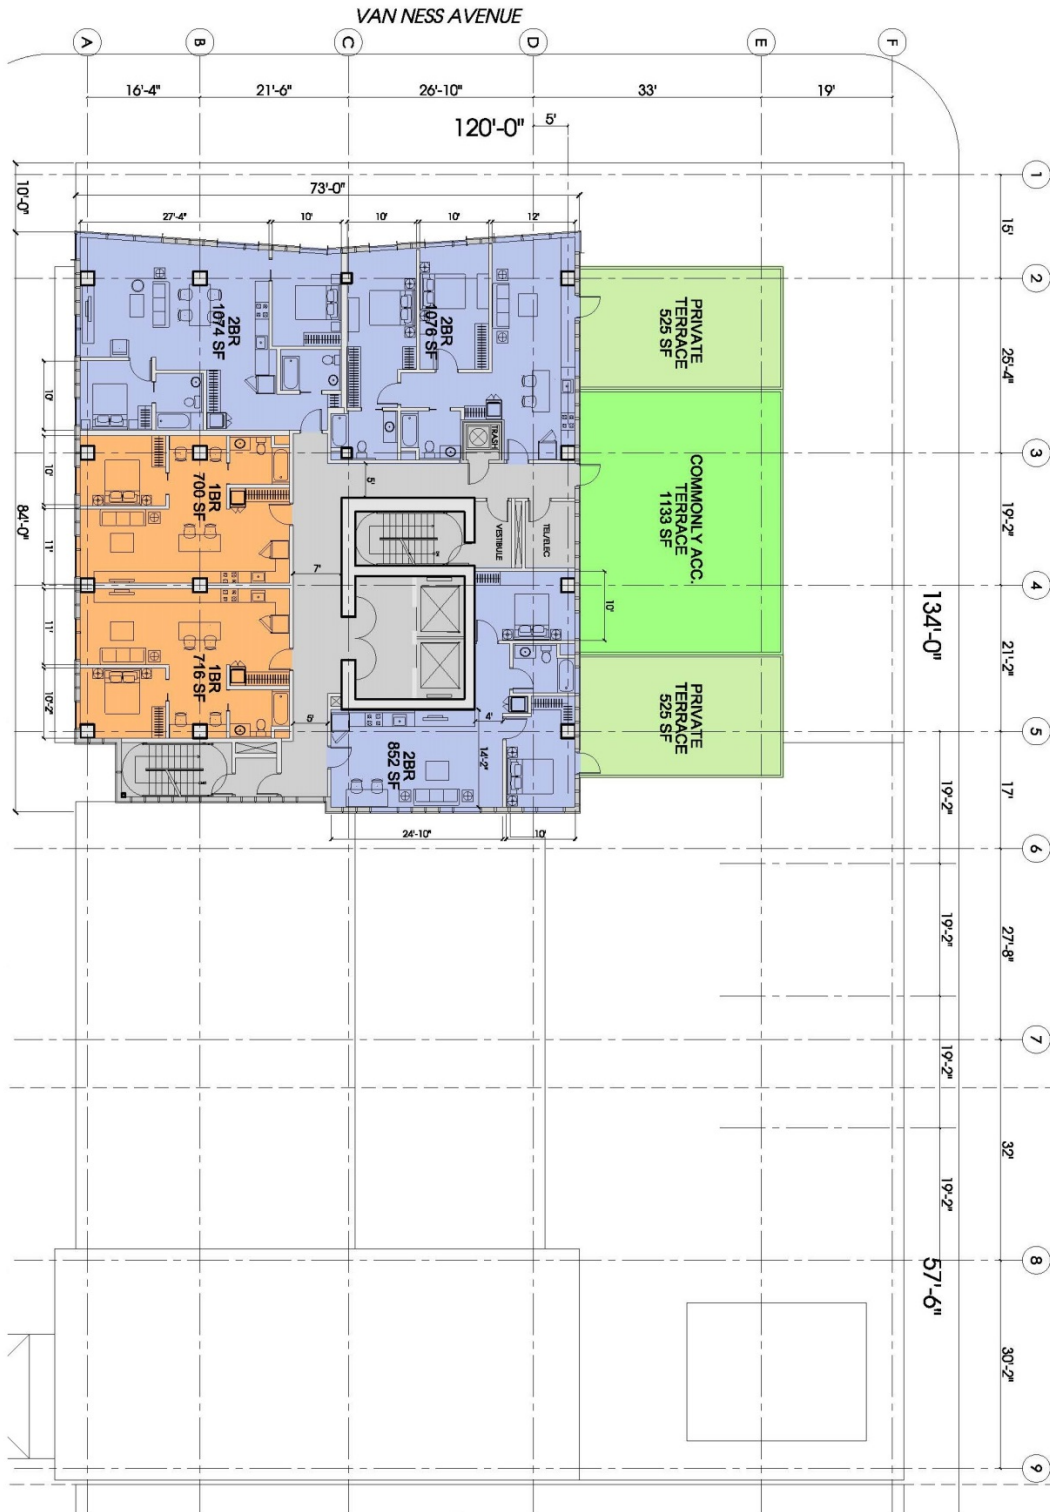 VAN NESS AVENUE
A
B
C
D
E
F
16'-4"
21'-6"
26'-10"
33'
19'
120'-0"
5'
1
10'-0"
73'-0"
15'
27'-4"
10'
10'
10'
12'
2
2BR
1074 SF
2BR
1076 SF
PRIVATE
TERRACE
525 SF
25'-4"
10'
TRASH
3
10'
1BR
700 SF
5'
COMMONLY ACC.
TERRACE
1133 SF
19'-2"
84'-0"
11'
VESTIBULE
TEL/ELEC
7'
4
10'
134'-0"
11'
1BR
716 SF
21'-2"
10'-2"
PRIVATE
TERRACE
525 SF
5'
4'
5
2BR
852 SF
14'-2"
19'-2"
17'
24'-10"
10'
6
19'-2"
27'-8"
7
19'-2"
32"
19'-2"
57'-6"
8
30'-2"
9